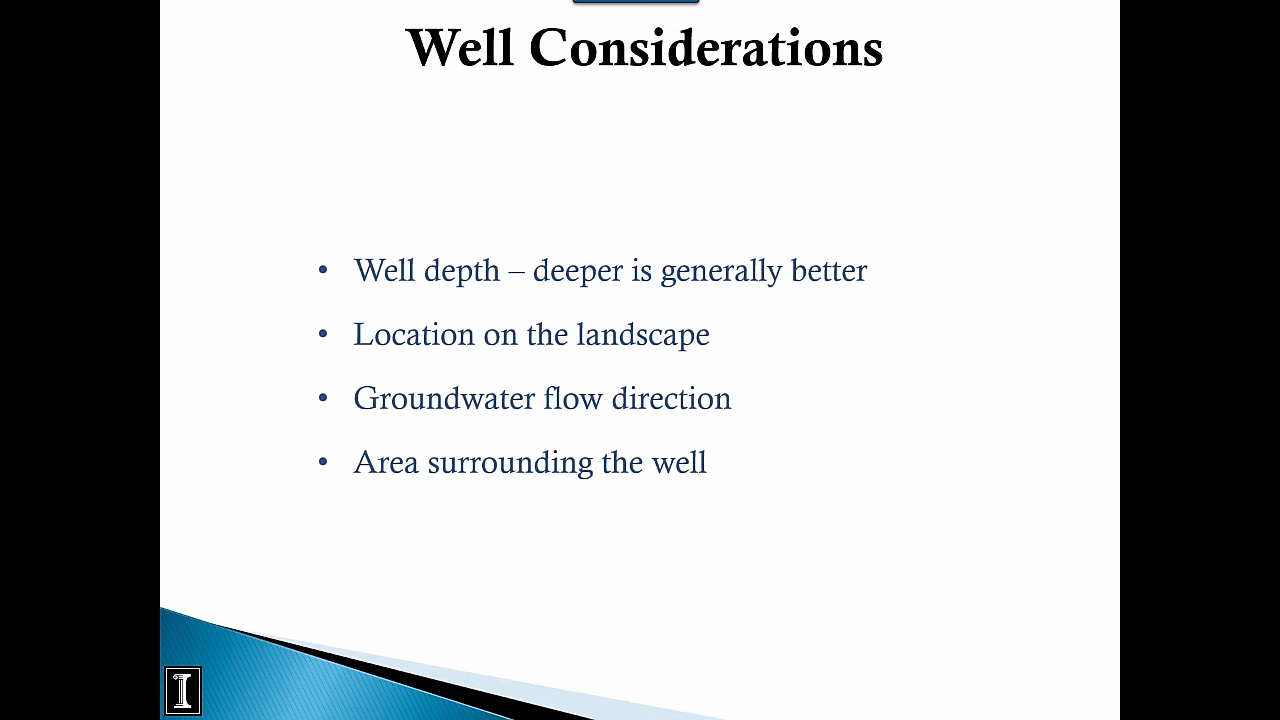 Well Considerations
• Well depth – deeper is generally better
• Location on the landscape
• Groundwater flow direction
• Area surrounding the well
I